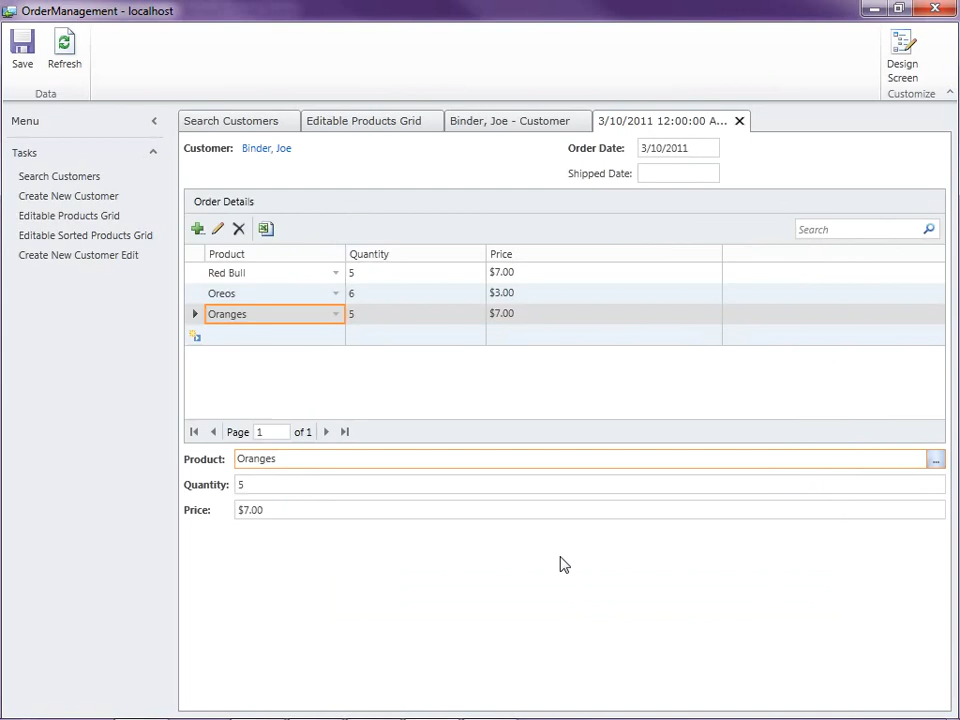 OrderManagement - localhost
Save
Refresh
Data
Design Screen
Customize
Menu
Tasks
Search Customers
Create New Customer
Editable Products Grid
Editable Sorted Products Grid
Create New Customer Edit
Search Customers
Editable Products Grid
Binder, Joe - Customer
3/10/2011 12:00:00 A...
Customer: Binder, Joe
Order Date: 3/10/2011
Shipped Date:
Order Details
Search
Product Quantity Price
Red Bull 5 $7.00
Oreos 6 $3.00
Oranges 5 $7.00
Page 1 of 1
Product: Oranges ...
Quantity: 5
Price: $7.00